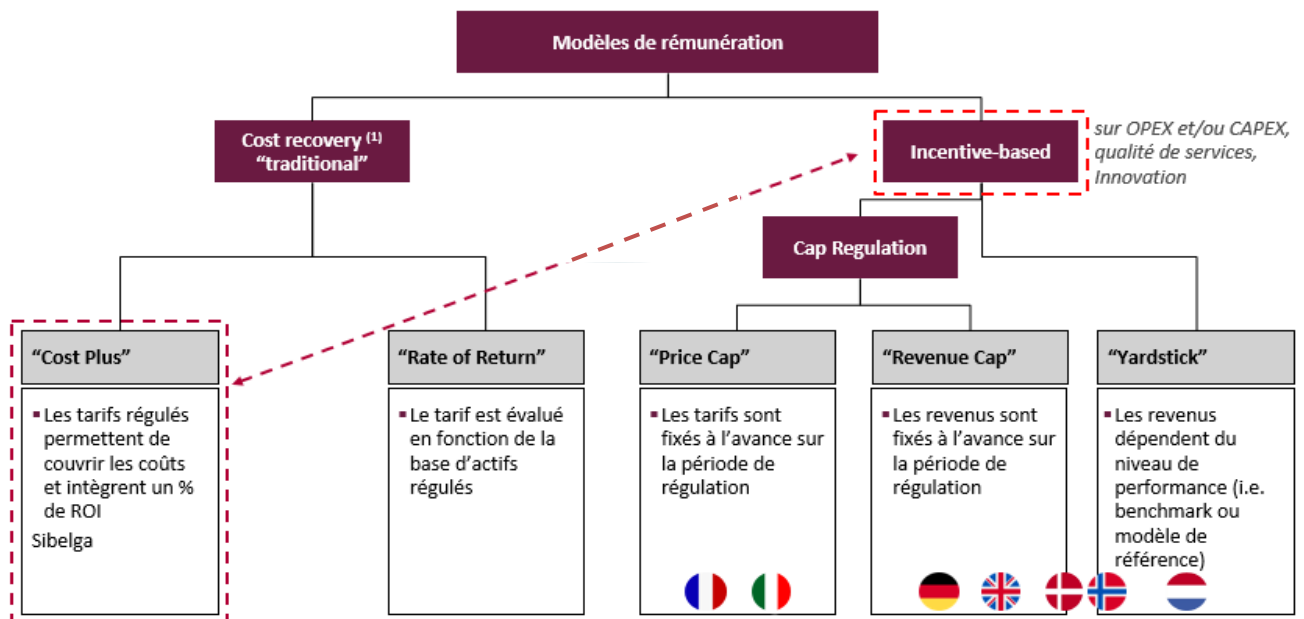 Modèles de rémunération
Cost recovery (1)
“traditional”
Incentive-based
sur OPEX et/ou CAPEX,
qualité de services,
Innovation
Cap Regulation
“Cost Plus”
▪Les tarifs régulés
permettent de
couvrir les coûts
et intègrent un %
de ROI
Sibelga
“Rate of Return”
▪Le tarif est évalué
en fonction de la
base d’actifs
régulés
“Price Cap”
▪Les tarifs sont
fixés à l’avance sur
la période de
régulation
“Revenue Cap”
▪Les revenus sont
fixés à l’avance sur
la période de
régulation
“Yardstick”
▪Les revenus
dépendent du
niveau de
performance (i.e.
benchmark ou
modèle de
référence)